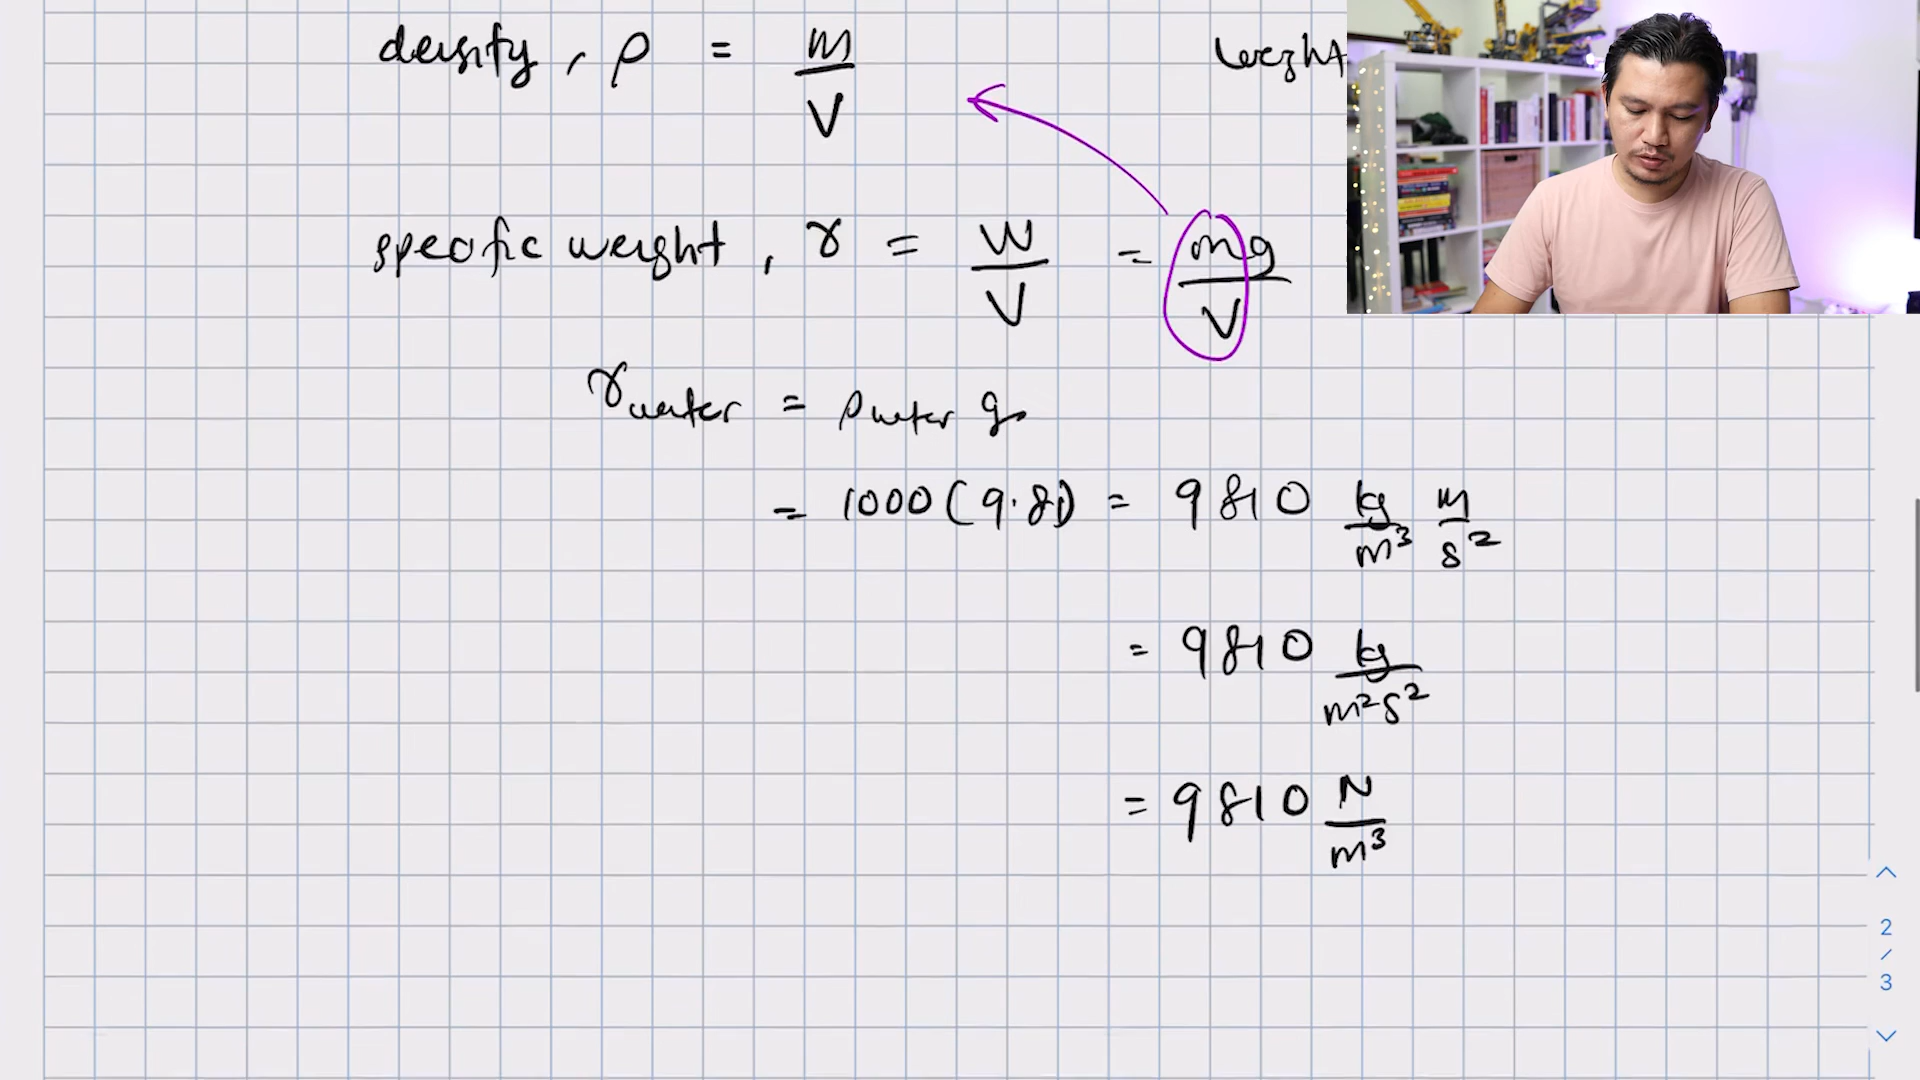 density, ρ = m/V
weight
specific weight, γ = W/V = mg/V
γwater = ρwater g
= 1000(9.81) = 9810 kg/m³ m/s²
= 9810 kg/m²s²
= 9810 N/m³
2
/
3